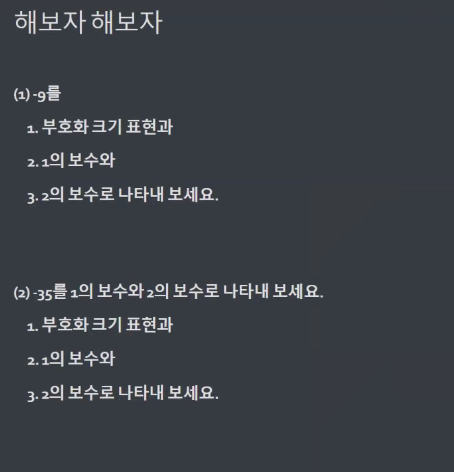 해보자 해보자
(1) -9를
1. 부호화 크기 표현과
2. 1의 보수와
3. 2의 보수로 나타내 보세요.
(2) -35를 1의 보수와 2의 보수로 나타내 보세요.
1. 부호화 크기 표현과
2. 1의 보수와
3. 2의 보수로 나타내 보세요.